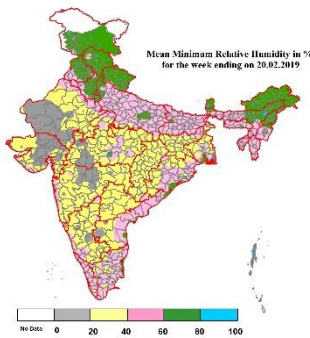 Mean Minimum Relative Humidity in %
for the week ending on 20.02.2019
No Data 0 20 40 60 80 100